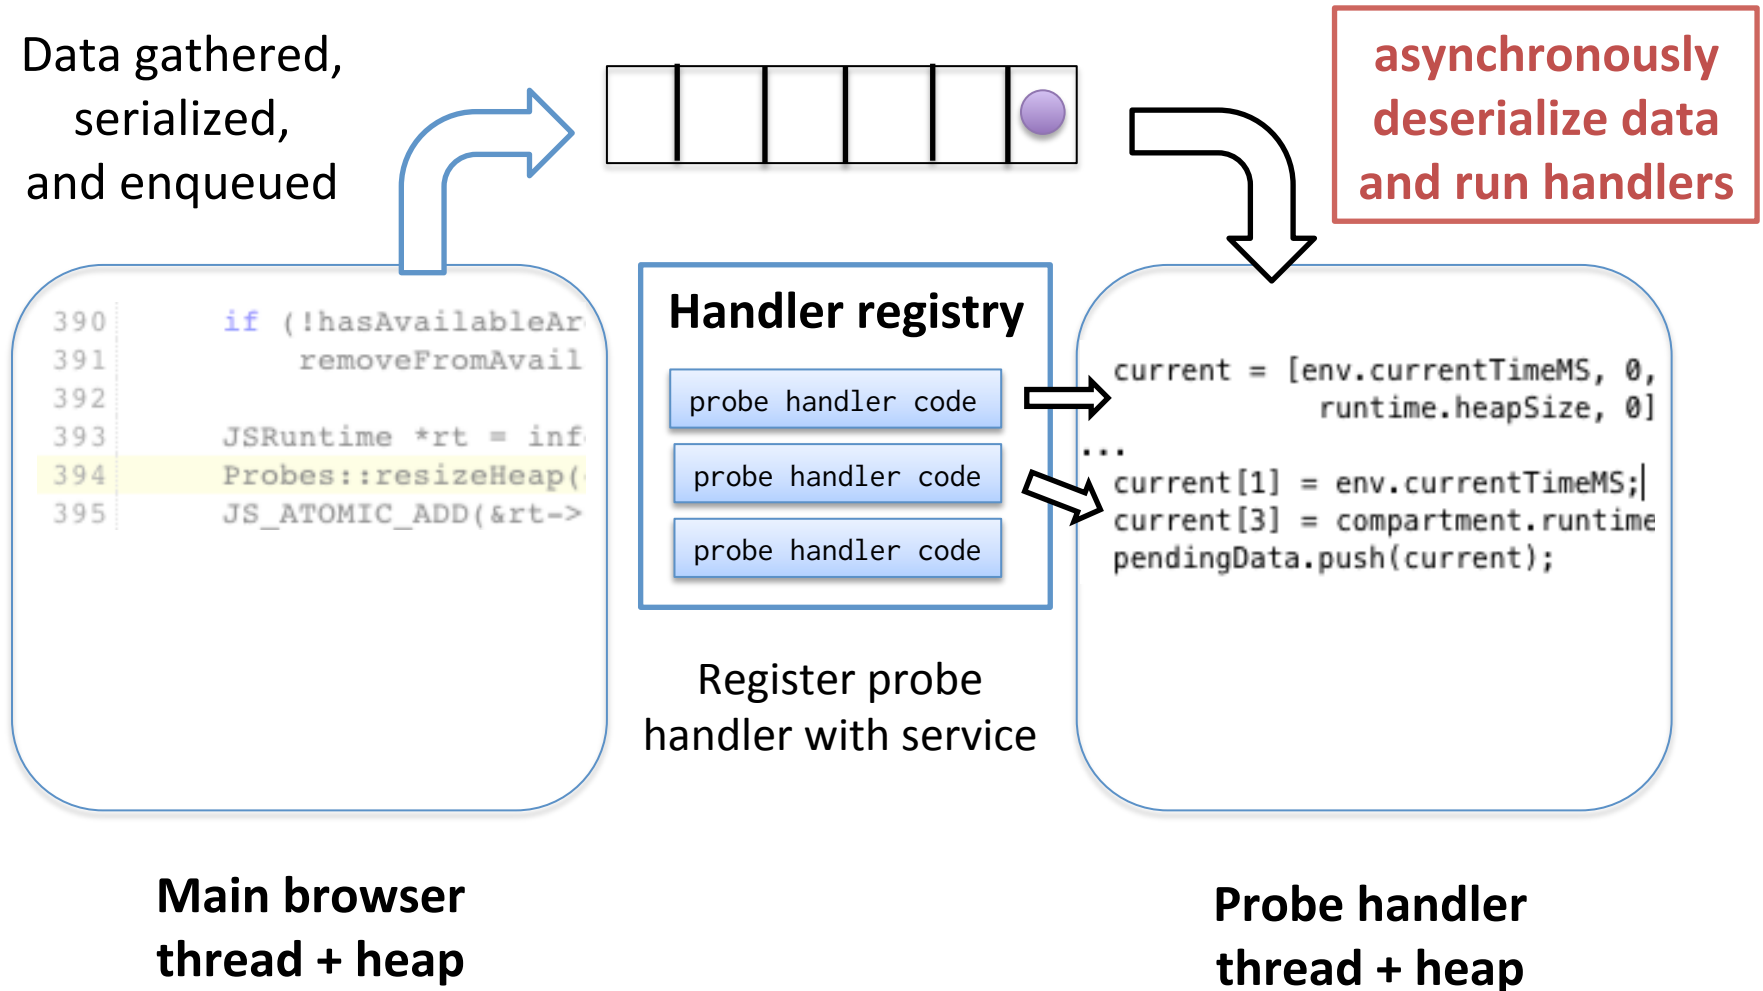 Data gathered,
serialized,
and enqueued
asynchronously
deserialize data
and run handlers
390 if (!hasAvailableAr
391 removeFromAvail
392
393 JSRuntime *rt = inf
394 Probes::resizeHeap(
395 JS_ATOMIC_ADD(&rt->
Handler registry
probe handler code
probe handler code
probe handler code
Register probe
handler with service
current = [env.currentTimeMS, 0,
runtime.heapSize, 0]
...
current[1] = env.currentTimeMS;
current[3] = compartment.runtime
pendingData.push(current);
Main browser
thread + heap
Probe handler
thread + heap